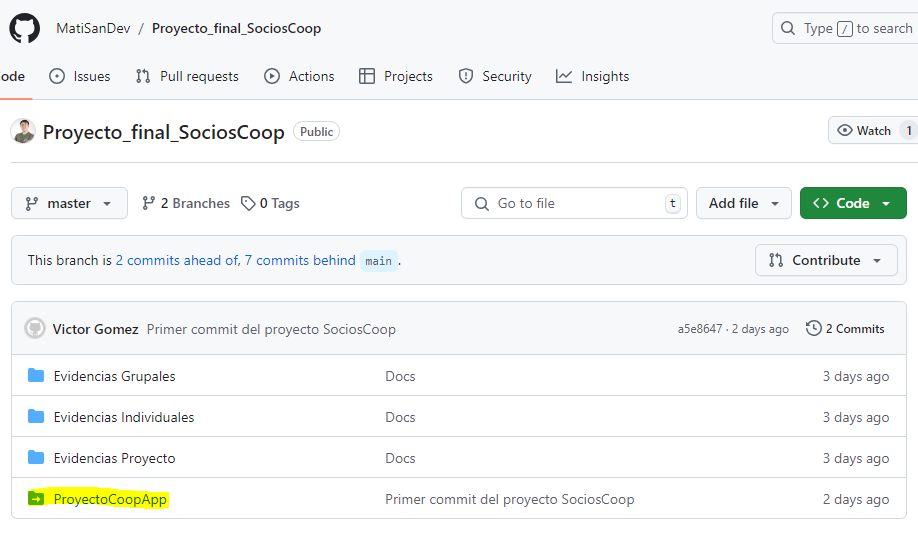 MatiSanDev / Proyecto_final_SociosCoop
Type / to search
ode Issues Pull requests Actions Projects Security Insights
Proyecto_final_SociosCoop Public
Watch 1
master 2 Branches 0 Tags
Go to file t
Add file
Code
This branch is 2 commits ahead of, 7 commits behind main .
Contribute
Victor Gomez Primer commit del proyecto SociosCoop a5e8647 · 2 days ago 2 Commits
Evidencias Grupales Docs 3 days ago
Evidencias Individuales Docs 3 days ago
Evidencias Proyecto Docs 3 days ago
ProyectoCoopApp Primer commit del proyecto SociosCoop 2 days ago